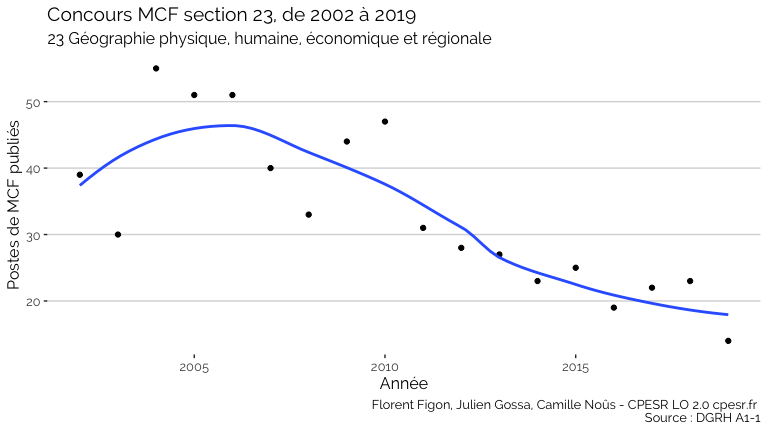 Concours MCF section 23, de 2002 à 2019
23 Géographie physique, humaine, économique et régionale
Postes de MCF publiés
50
40
30
20
2005 2010 2015
Année
Florent Figon, Julien Gossa, Camille Noûs - CPESR LO 2.0 cpesr.fr
Source : DGRH A1-1